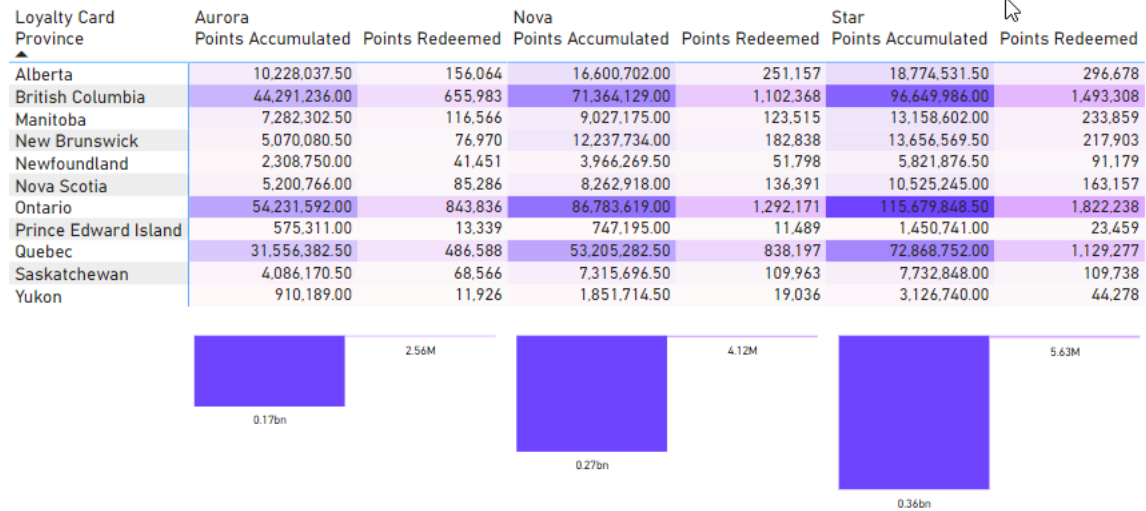 Loyalty Card Aurora Nova Star
Province Points Accumulated Points Redeemed Points Accumulated Points Redeemed Points Accumulated Points Redeemed
Alberta 10,228,037.50 156,064 16,600,702.00 251,157 18,774,531.50 296,678
British Columbia 44,291,236.00 655,983 71,364,129.00 1,102,368 96,649,986.00 1,493,308
Manitoba 7,282,302.50 116,566 9,027,175.00 123,515 13,158,602.00 233,859
New Brunswick 5,070,080.50 76,970 12,237,734.00 182,838 13,656,569.50 217,903
Newfoundland 2,308,750.00 41,451 3,966,269.50 51,798 5,821,876.50 91,179
Nova Scotia 5,200,766.00 85,286 8,262,918.00 136,391 10,525,245.00 163,157
Ontario 54,231,592.00 843,836 86,783,619.00 1,292,171 115,679,848.50 1,822,238
Prince Edward Island 575,311.00 13,339 747,195.00 11,489 1,450,741.00 23,459
Quebec 31,556,382.50 486,588 53,205,282.50 838,197 72,868,752.00 1,129,277
Saskatchewan 4,086,170.50 68,566 7,315,696.50 109,963 7,732,848.00 109,738
Yukon 910,189.00 11,926 1,851,714.50 19,036 3,126,740.00 44,278
2.56M 4.12M 5.63M
0.17bn
0.27bn
0.36bn